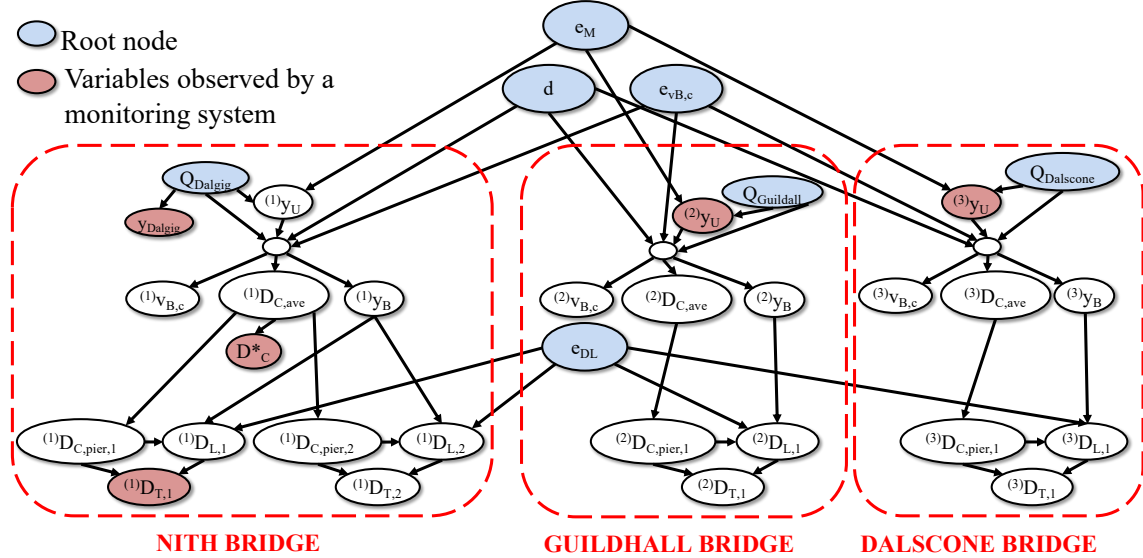 Root node
Variables observed by a
monitoring system
e_M
d
e_vB,c
Q_Dalgig
(1)y_U
y_Dalgig
Q_Guildall
(2)y_U
Q_Dalscone
(3)y_U
(1)v_B,c
(1)D_C,ave
(1)y_B
(2)v_B,c
(2)D_C,ave
(2)y_B
(3)v_B,c
(3)D_C,ave
(3)y_B
D*_C
e_DL
(1)D_C,pier,1
(1)D_L,1
(1)D_C,pier,2
(1)D_L,2
(2)D_C,pier,1
(2)D_L,1
(3)D_C,pier,1
(3)D_L,1
(1)D_T,1
(1)D_T,2
(2)D_T,1
(3)D_T,1
NITH BRIDGE
GUILDHALL BRIDGE
DALSCONE BRIDGE